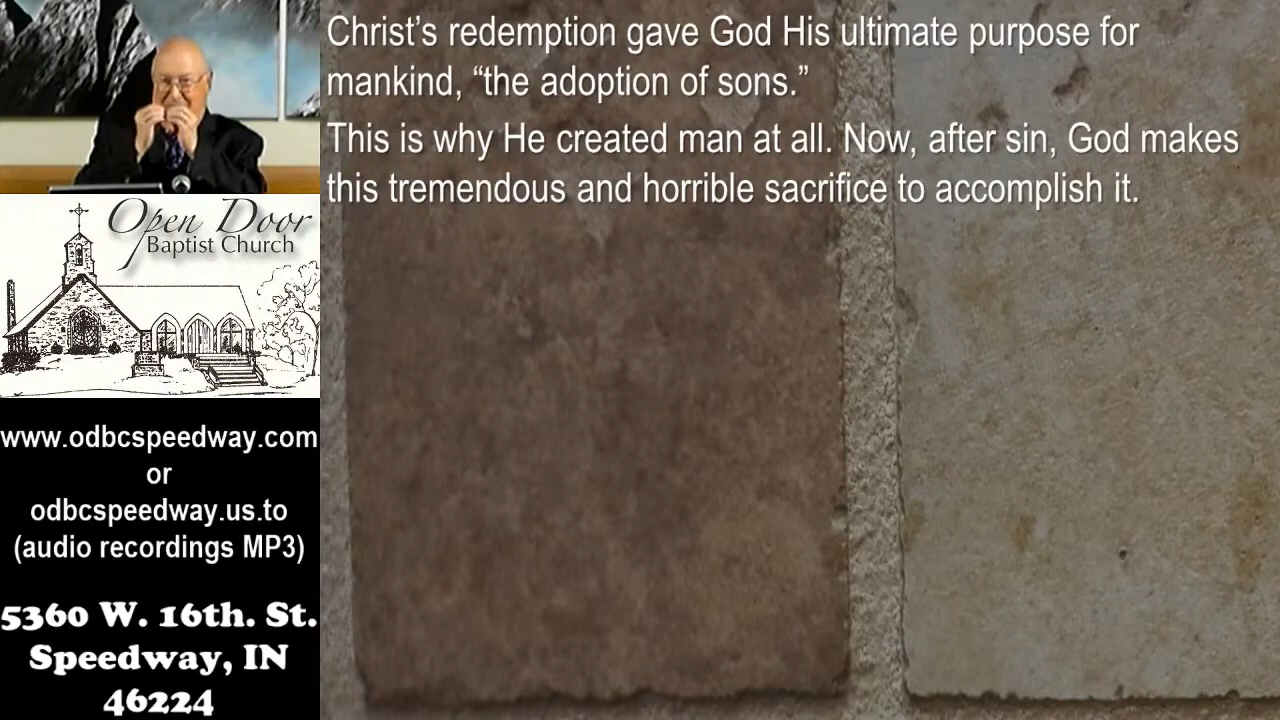 Christ’s redemption gave God His ultimate purpose for
mankind, “the adoption of sons.”
This is why He created man at all. Now, after sin, God makes
this tremendous and horrible sacrifice to accomplish it.
Open Door
Baptist Church
www.odbcspeedway.com
or
odbcspeedway.us.to
(audio recordings MP3)
5360 W. 16th. St.
Speedway, IN
46224